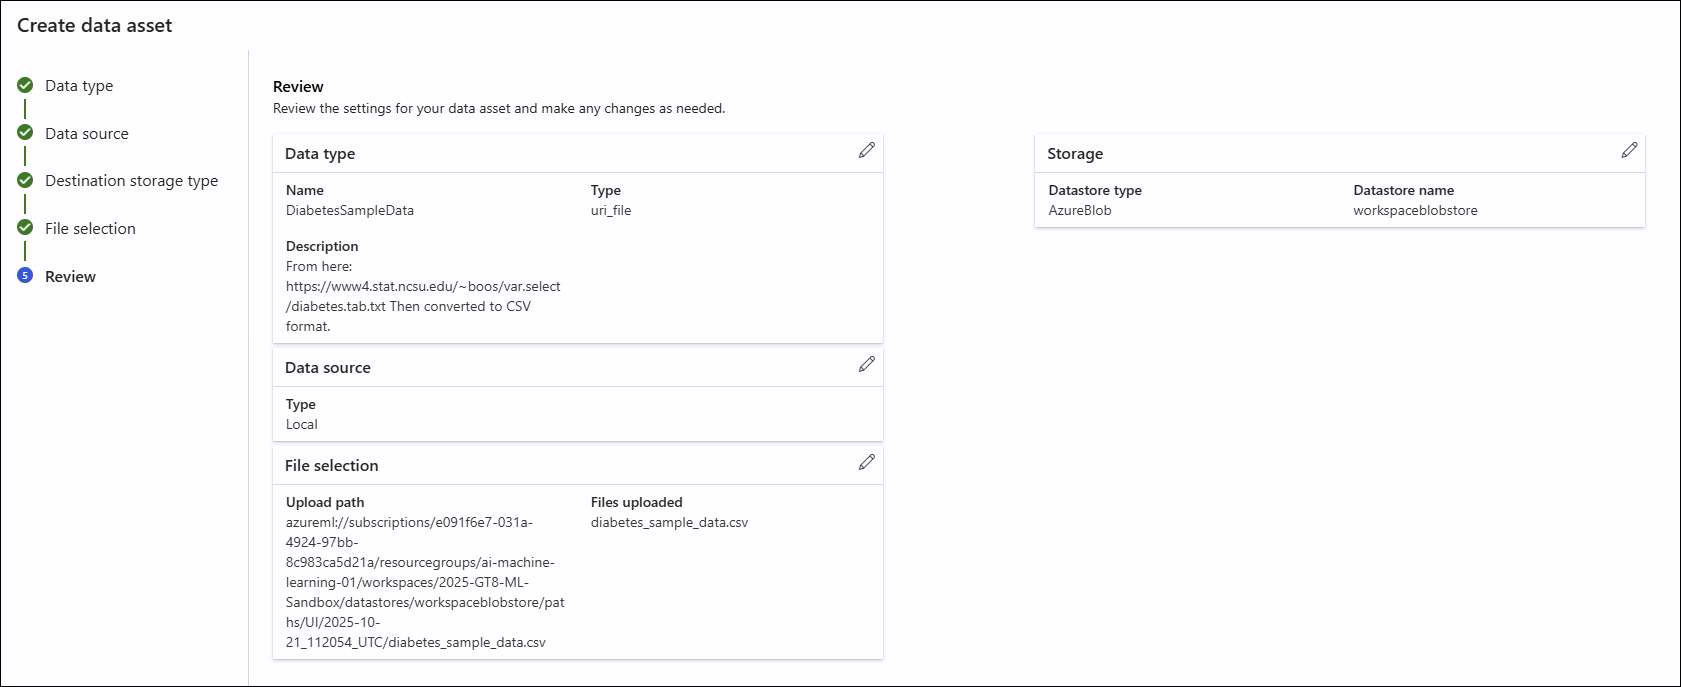 Create data asset
Data type
Data source
Destination storage type
File selection
5
Review
Review
Review the settings for your data asset and make any changes as needed.
Data type
Name
Type
DiabetesSampleData
uri_file
Description
From here:
https://www4.stat.ncsu.edu/~boos/var.select
/diabetes.tab.txt Then converted to CSV
format.
Data source
Type
Local
File selection
Upload path
Files uploaded
azureml://subscriptions/e091f6e7-031a-
diabetes_sample_data.csv
4924-97bb-
8c983ca5d21a/resourcegroups/ai-machine-
learning-01/workspaces/2025-GT8-ML-
Sandbox/datastores/workspaceblobstore/pat
hs/UI/2025-10-
21_112054_UTC/diabetes_sample_data.csv
Storage
Datastore type
Datastore name
AzureBlob
workspaceblobstore